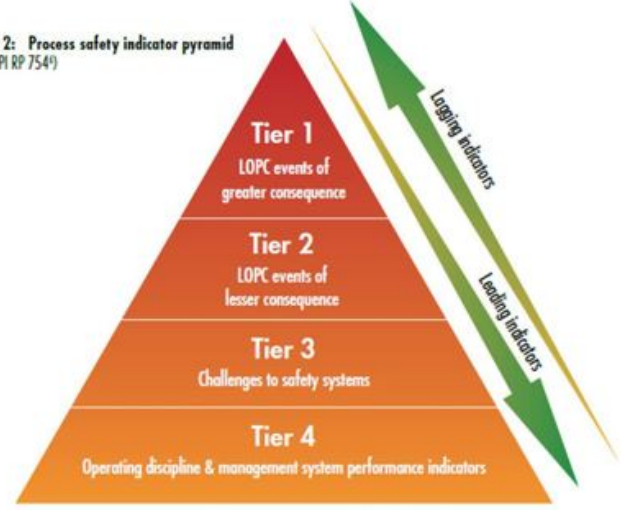 2: Process safety indicator pyramid
PI RP 754⁹)
Tier 1
LOPC events of
greater consequence
Tier 2
LOPC events of
lesser consequence
Tier 3
Challenges to safety systems
Tier 4
Operating discipline & management system performance indicators
Lagging indicators
Leading indicators